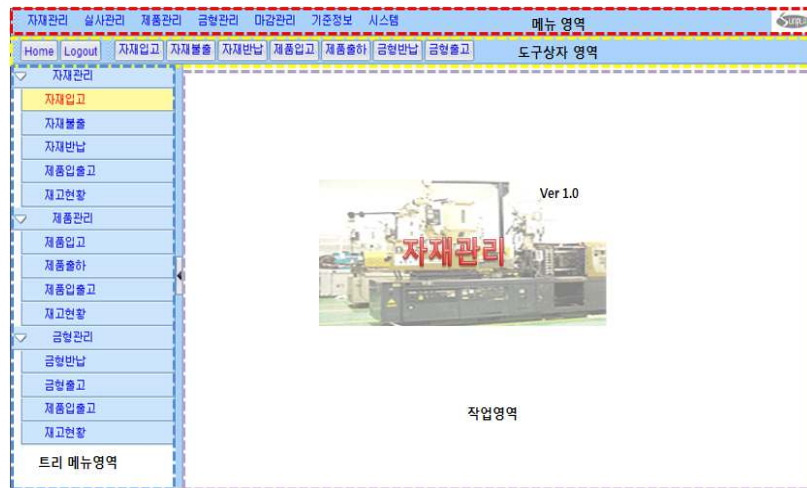 자재관리 실사관리 제품관리 금형관리 마감관리 기준정보 시스템 메뉴 영역
Home Logout 자재입고 자재불출 자재반납 제품입고 제품출하 금형반납 금형출고 도구상자 영역
자재관리
자재입고
자재불출
자재반납
제품입출고
재고현황
제품관리
제품입고
제품출하
제품입출고
재고현황
금형관리
금형반납
금형출고
제품입출고
재고현황
트리 메뉴영역
Ver 1.0
자재관리
작업영역